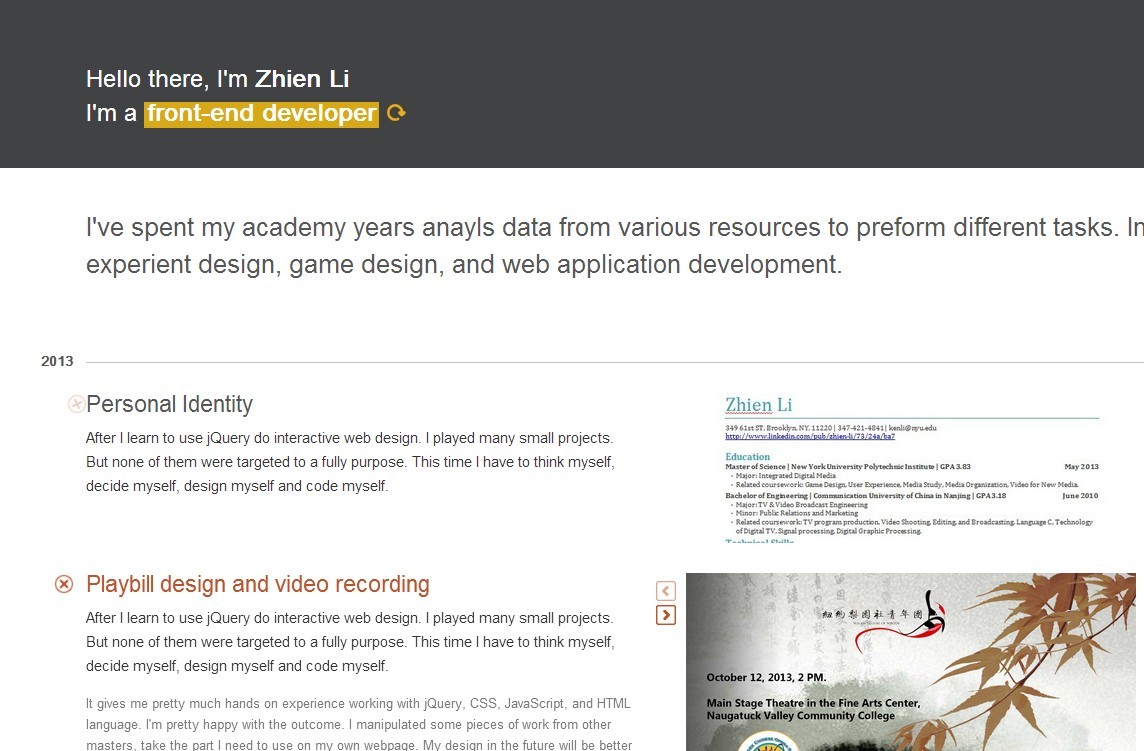 Hello there, I'm Zhien Li
I'm a front-end developer
I've spent my academy years anayls data from various resources to preform different tasks. In
experient design, game design, and web application development.
2013
Personal Identity
After I learn to use jQuery do interactive web design. I played many small projects.
But none of them were targeted to a fully purpose. This time I have to think myself,
decide myself, design myself and code myself.
Zhien Li
349 61st ST. Brooklyn, NY. 11220 | 347-421-4841| kenli@nyu.edu
http://www.linkedin.com/pub/zhien-li/73/24a/ba7
Education
Master of Science | New York University Polytechnic Institute | GPA 3.83 May 2013
· Major: Integrated Digital Media
· Related coursework: Game Design, User Experience, Media Study, Media Organization, Video for New Media.
Bachelor of Engineering | Communication University of China in Nanjing | GPA3.18 June 2010
· Major: TV & Video Broadcast Engineering
· Minor: Public Relations and Marketing
· Related coursework: TV program production, Video Shooting, Editing, and Broadcasting, Language C, Technology
of Digital TV, Signal processing, Digital Graphic Processing.
Technical Skills
Playbill design and video recording
After I learn to use jQuery do interactive web design. I played many small projects.
But none of them were targeted to a fully purpose. This time I have to think myself,
decide myself, design myself and code myself.
It gives me pretty much hands on experience working with jQuery, CSS, JavaScript, and HTML
language. I'm pretty happy with the outcome. I manipulated some pieces of work from other
masters, take the part I need to use on my own webpage. My design in the future will be better
紐約梨園社青年團
October 12, 2013, 2 PM.
Main Stage Theatre in the Fine Arts Center,
Naugatuck Valley Community College